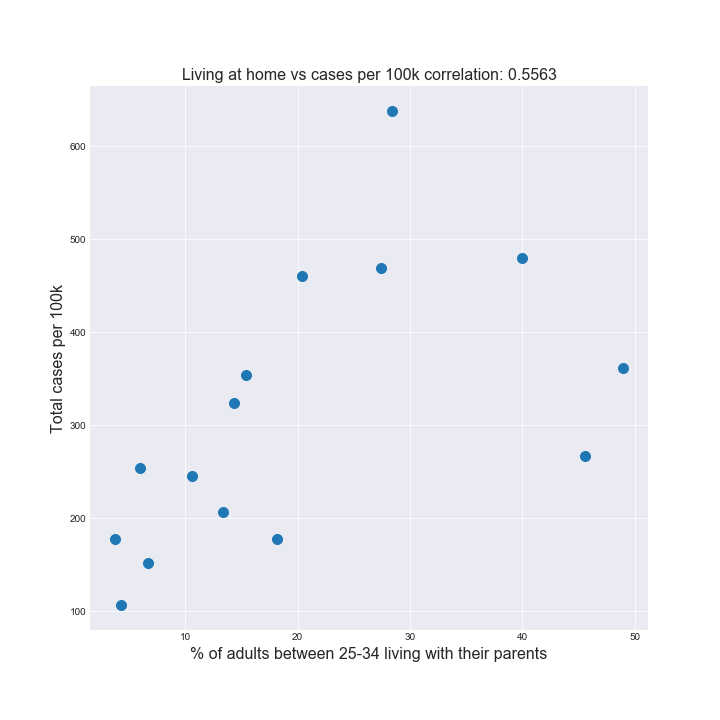 Living at home vs cases per 100k correlation: 0.5563
600
500
400
300
200
100
Total cases per 100k
10 20 30 40 50
% of adults between 25-34 living with their parents